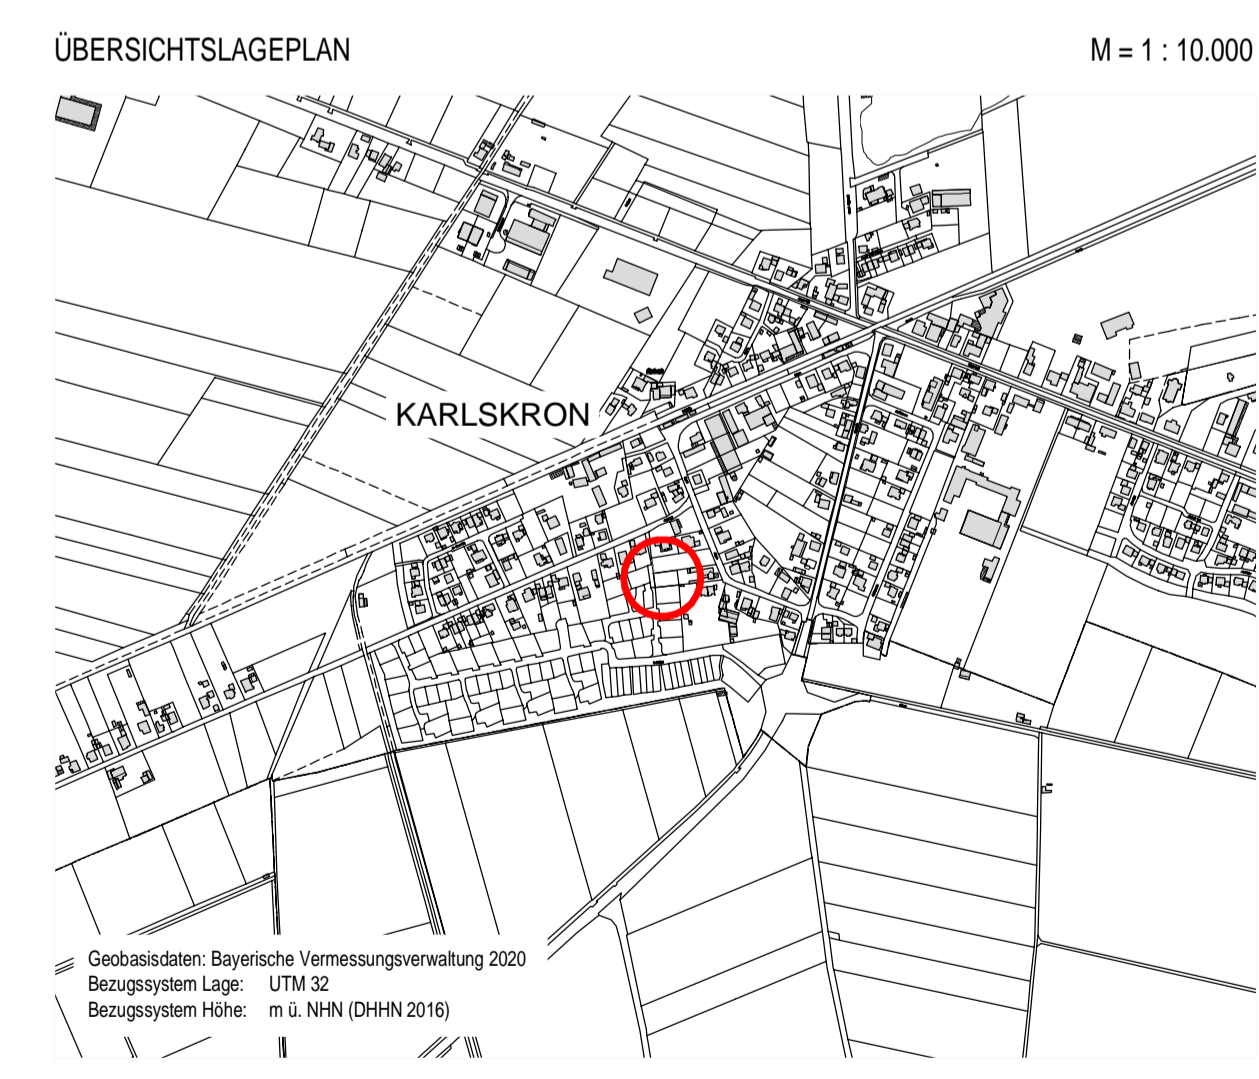 ÜBERSICHTSLAGEPLAN
M = 1 : 10.000
KARLSKRON
Geobasisdaten: Bayerische Vermessungsverwaltung 2020
Bezugssystem Lage: UTM 32
Bezugssystem Höhe: m ü. NHN (DHHN 2016)